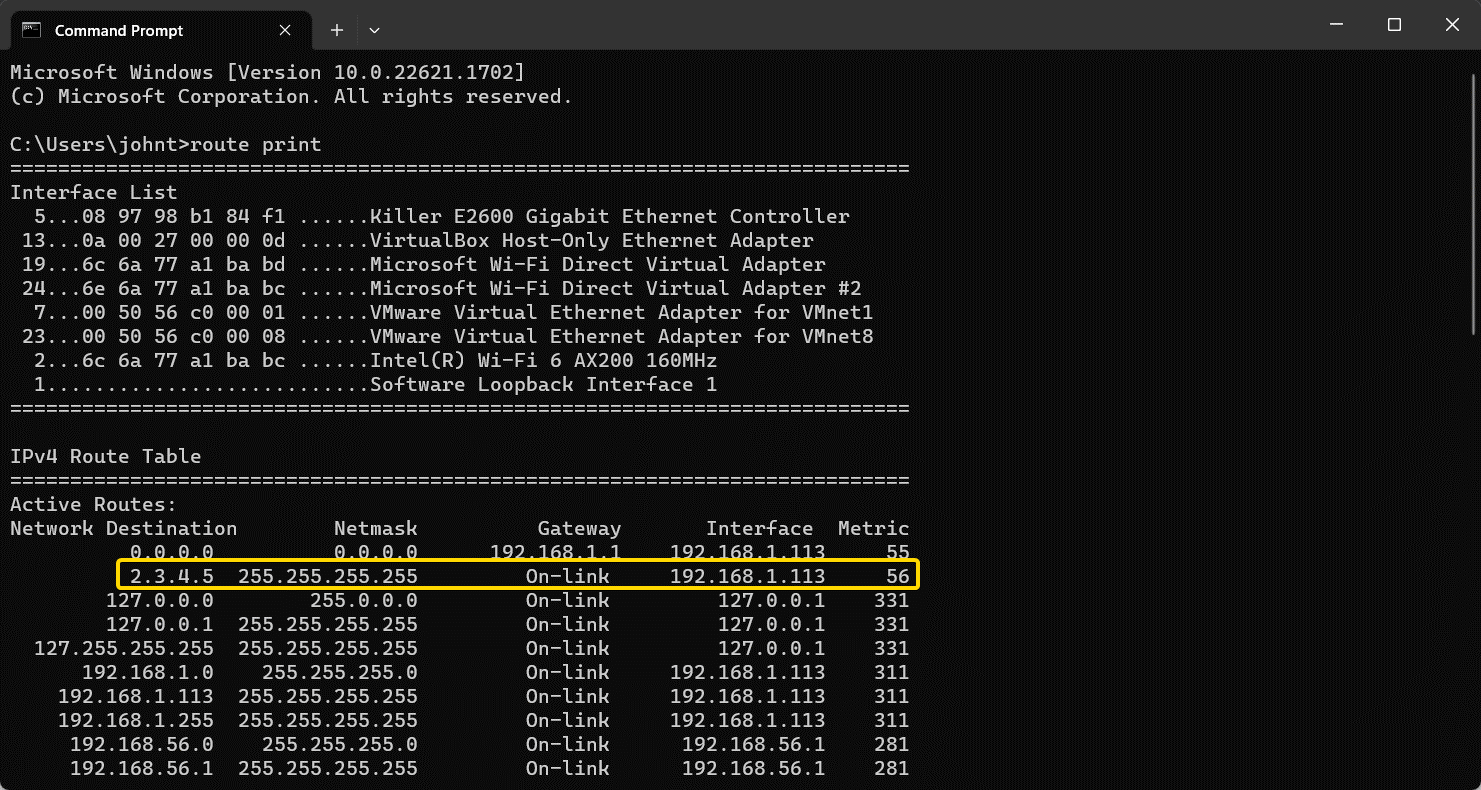 Command Prompt
Microsoft Windows [Version 10.0.22621.1702]
(c) Microsoft Corporation. All rights reserved.
C:\Users\johnt>route print
===========================================================================
Interface List
  5...08 97 98 b1 84 f1 ......Killer E2600 Gigabit Ethernet Controller
 13...0a 00 27 00 00 0d ......VirtualBox Host-Only Ethernet Adapter
 19...6c 6a 77 a1 ba bd ......Microsoft Wi-Fi Direct Virtual Adapter
 24...6e 6a 77 a1 ba bc ......Microsoft Wi-Fi Direct Virtual Adapter #2
  7...00 50 56 c0 00 01 ......VMware Virtual Ethernet Adapter for VMnet1
 23...00 50 56 c0 00 08 ......VMware Virtual Ethernet Adapter for VMnet8
  2...6c 6a 77 a1 ba bc ......Intel(R) Wi-Fi 6 AX200 160MHz
  1...........................Software Loopback Interface 1
===========================================================================
IPv4 Route Table
===========================================================================
Active Routes:
Network Destination        Netmask          Gateway       Interface  Metric
          0.0.0.0          0.0.0.0      192.168.1.1    192.168.1.113     55
          2.3.4.5  255.255.255.255         On-link     192.168.1.113     56
        127.0.0.0        255.0.0.0         On-link         127.0.0.1    331
        127.0.0.1  255.255.255.255         On-link         127.0.0.1    331
  127.255.255.255  255.255.255.255         On-link         127.0.0.1    331
      192.168.1.0    255.255.255.0         On-link     192.168.1.113    311
    192.168.1.113  255.255.255.255         On-link     192.168.1.113    311
    192.168.1.255  255.255.255.255         On-link     192.168.1.113    311
     192.168.56.0    255.255.255.0         On-link      192.168.56.1    281
     192.168.56.1  255.255.255.255         On-link      192.168.56.1    281